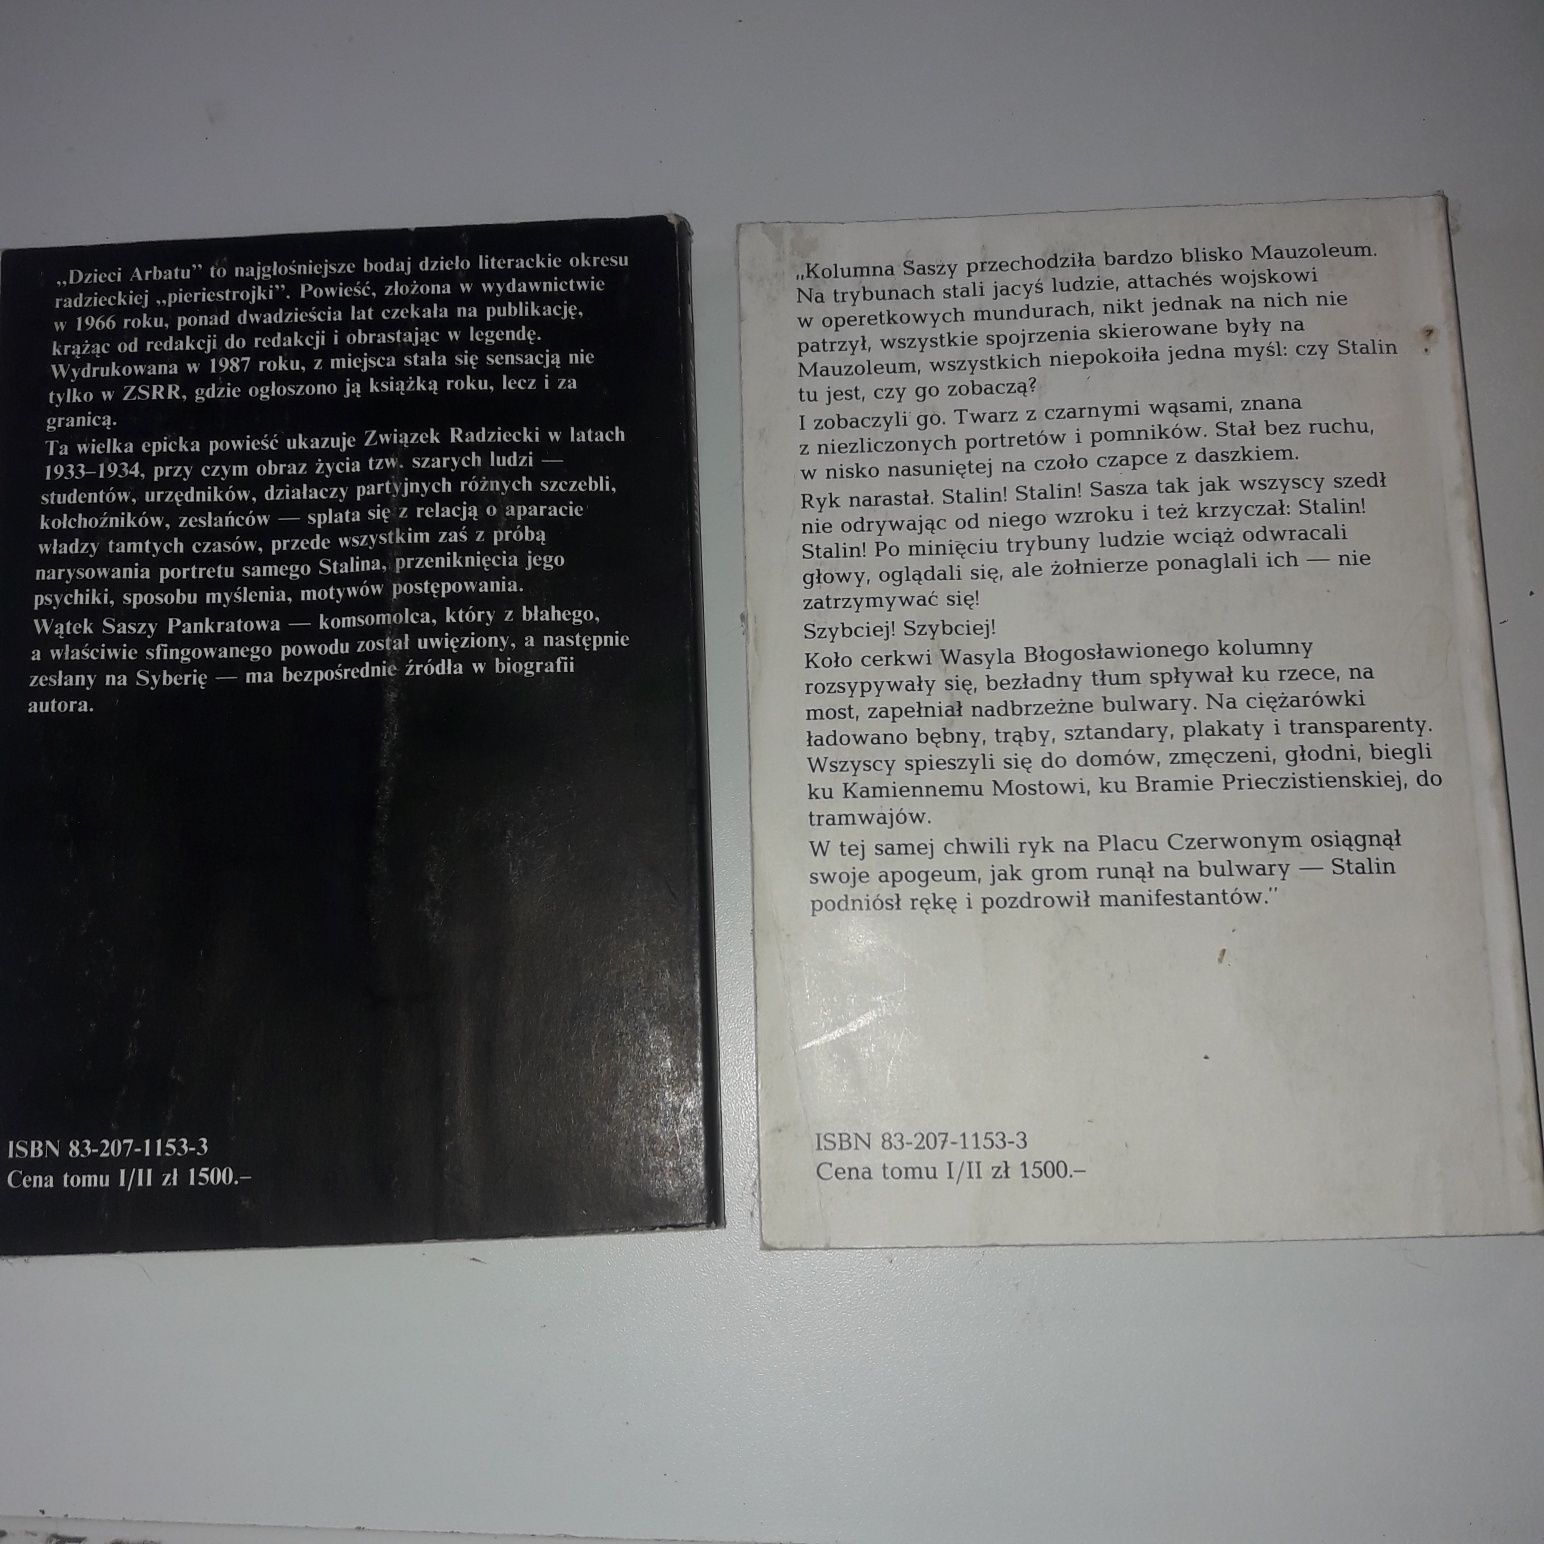 „Dzieci Arbatu” to najgłośniejsze bodaj dzieło literackie okresu
radzieckiej „pieriestrojki”. Powieść, złożona w wydawnictwie
w 1966 roku, ponad dwadzieścia lat czekała na publikację,
krążąc od redakcji do redakcji i obrastając w legendę.
Wydrukowana w 1987 roku, z miejsca stała się sensacją nie
tylko w ZSRR, gdzie ogłoszono ją książką roku, lecz i za
granicą.
Ta wielka epicka powieść ukazuje Związek Radziecki w latach
1933–1934, przy czym obraz życia tzw. szarych ludzi —
studentów, urzędników, działaczy partyjnych różnych szczebli,
kołchoźników, zesłańców — splata się z relacją o aparacie
władzy tamtych czasów, przede wszystkim zaś z próbą
narysowania portretu samego Stalina, przeniknięcia jego
psychiki, sposobu myślenia, motywów postępowania.
Wątek Saszy Pankratowa — komsomolca, który z błahego,
a właściwie sfingowanego powodu został uwięziony, a następnie
zesłany na Syberię — ma bezpośrednie źródła w biografii
autora.
ISBN 83-207-1153-3
Cena tomu I/II zł 1500.–
„Kolumna Saszy przechodziła bardzo blisko Mauzoleum.
Na trybunach stali jacyś ludzie, attachés wojskowi
w operetkowych mundurach, nikt jednak na nich nie
patrzył, wszystkie spojrzenia skierowane były na
Mauzoleum, wszystkich niepokoiła jedna myśl: czy Stalin
tu jest, czy go zobaczą?
I zobaczyli go. Twarz z czarnymi wąsami, znana
z niezliczonych portretów i pomników. Stał bez ruchu,
w nisko nasuniętej na czoło czapce z daszkiem.
Ryk narastał. Stalin! Stalin! Sasza tak jak wszyscy szedł
nie odrywając od niego wzroku i też krzyczał: Stalin!
Stalin! Po minięciu trybuny ludzie wciąż odwracali
głowy, oglądali się, ale żołnierze ponaglali ich — nie
zatrzymywać się!
Szybciej! Szybciej!
Koło cerkwi Wasyla Błogosławionego kolumny
rozsypywały się, bezładny tłum spływał ku rzece, na
most, zapełniał nadbrzeżne bulwary. Na ciężarówki
ładowano bębny, trąby, sztandary, plakaty i transparenty.
Wszyscy spieszyli się do domów, zmęczeni, głodni, biegli
ku Kamiennemu Mostowi, ku Bramie Prieczistienskiej, do
tramwajów.
W tej samej chwili ryk na Placu Czerwonym osiągnął
swoje apogeum, jak grom runął na bulwary — Stalin
podniósł rękę i pozdrowił manifestantów.”
ISBN 83-207-1153-3
Cena tomu I/II zł 1500.–